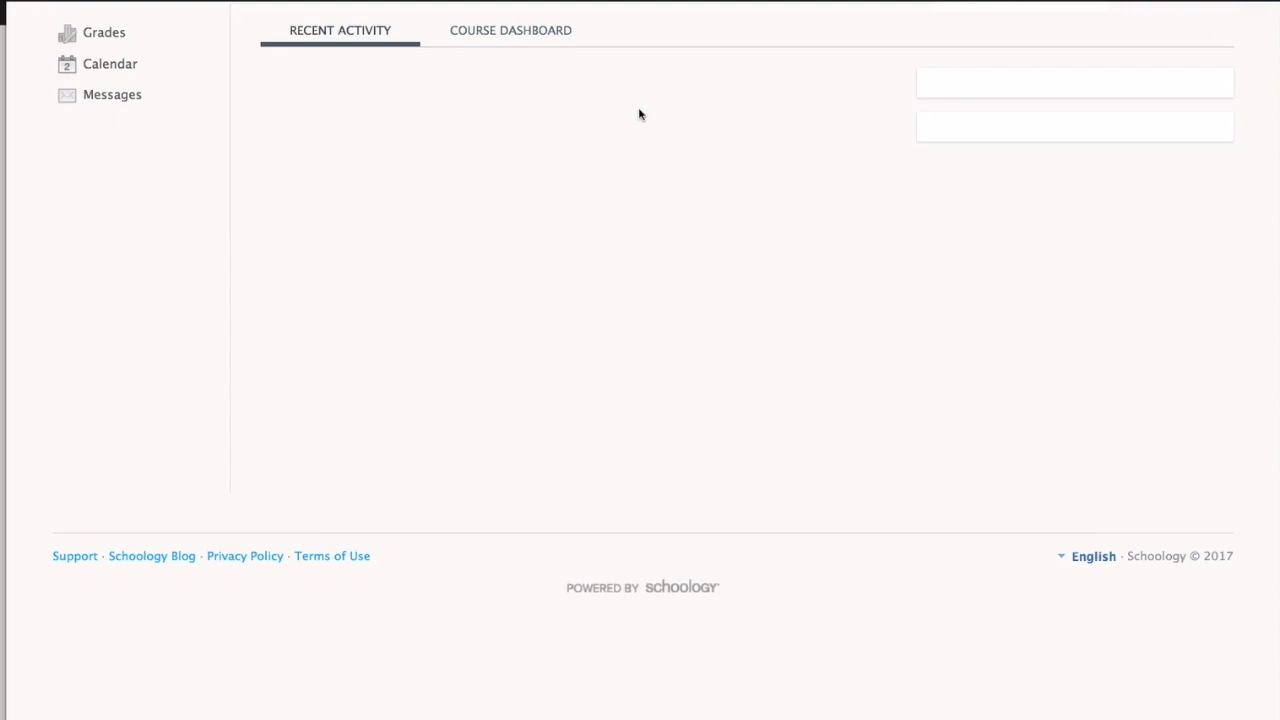 Grades
RECENT ACTIVITY COURSE DASHBOARD
2 Calendar
Messages
Support · Schoology Blog · Privacy Policy · Terms of Use
English · Schoology © 2017
POWERED BY schoology